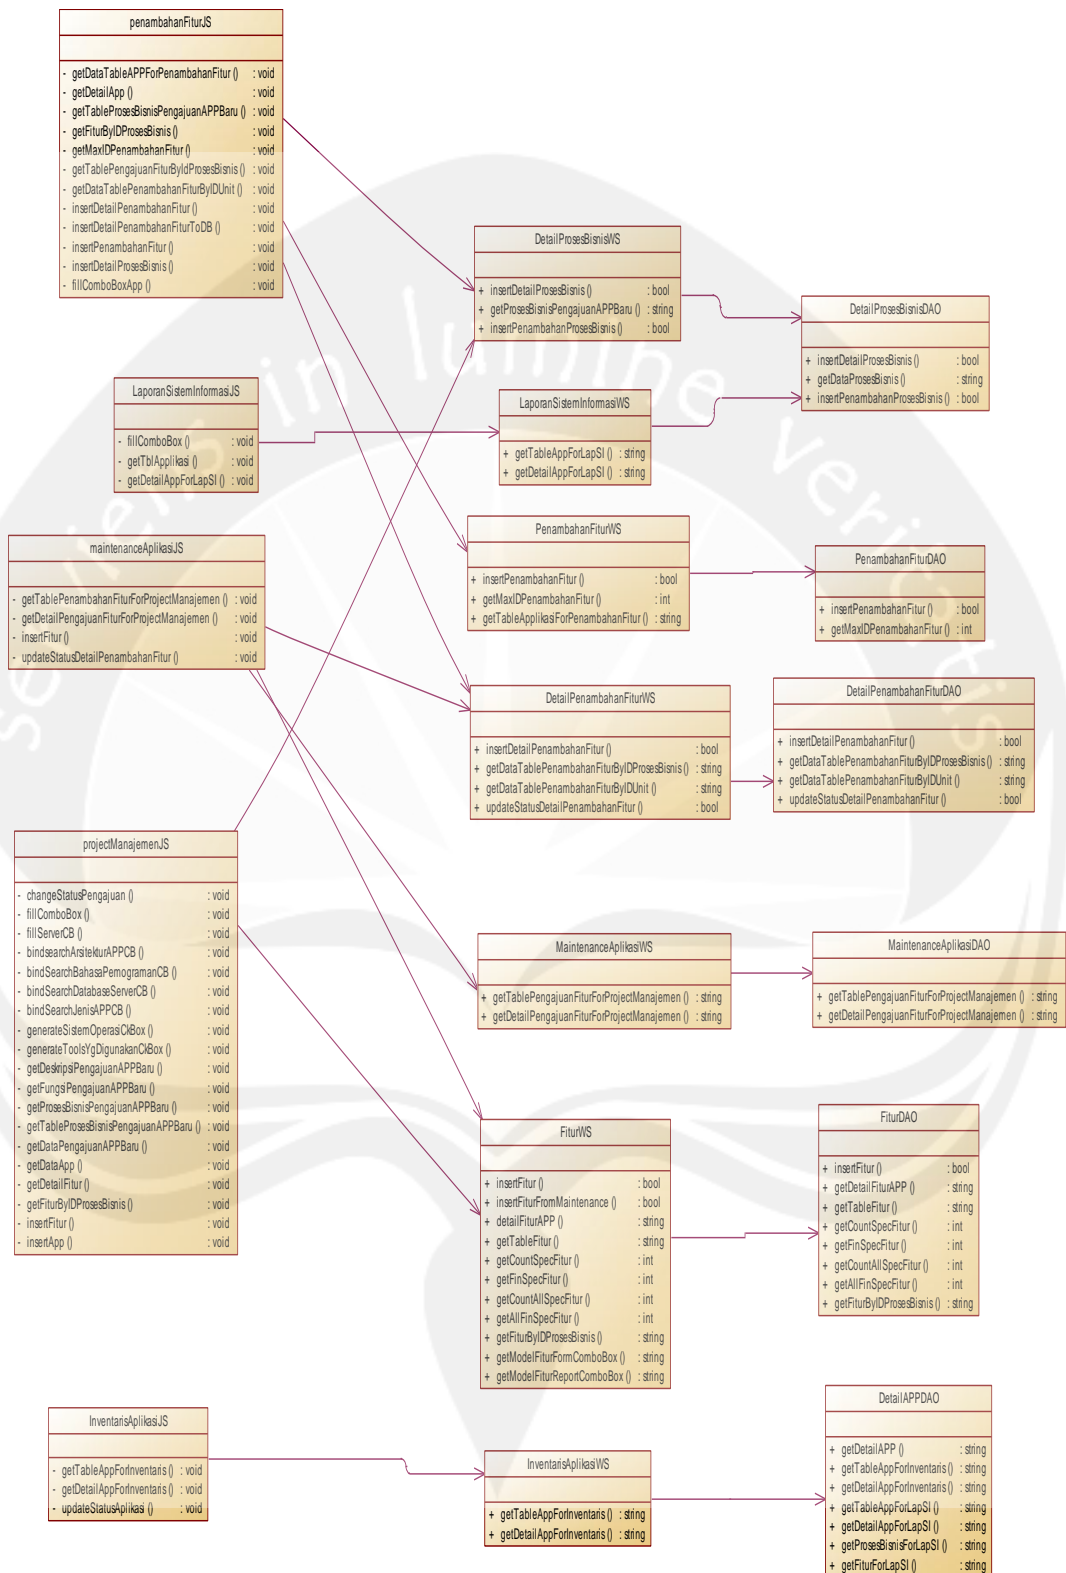 penambahanFiturJS
- getDataTableAPPForPenambahanFitur () : void
- getDetailApp () : void
- getTableProsesBisnisPengajuanAPPBaru () : void
- getFiturByIDProsesBisnis () : void
- getMaxIDPenambahanFitur () : void
- getTablePengajuanFiturByIdProsesBisnis () : void
- getDataTablePenambahanFiturByIDUnit () : void
- insertDetailPenambahanFitur () : void
- insertDetailPenambahanFiturToDB () : void
- insertPenambahanFitur () : void
- insertDetailProsesBisnis () : void
- fillComboBoxApp () : void
DetailProsesBisnisWS
+ insertDetailProsesBisnis () : bool
+ getProsesBisnisPengajuanAPPBaru () : string
+ insertPenambahanProsesBisnis () : bool
DetailProsesBisnisDAO
+ insertDetailProsesBisnis () : bool
+ getDataProsesBisnis () : string
+ insertPenambahanProsesBisnis () : bool
LaporanSistemInformasiJS
- fillComboBox () : void
- getTblApplikasi () : void
- getDetailAppForLapSI () : void
LaporanSistemInformasiWS
+ getTableAppForLapSI () : string
+ getDetailAppForLapSI () : string
maintenanceAplikasiJS
- getTablePenambahanFiturForProjectManajemen () : void
- getDetailPengajuanFiturForProjectManajemen () : void
- insertFitur () : void
- updateStatusDetailPenambahanFitur () : void
PenambahanFiturWS
+ insertPenambahanFitur () : bool
+ getMaxIDPenambahanFitur () : int
+ getTableApplikasiForPenambahanFitur () : string
PenambahanFiturDAO
+ insertPenambahanFitur () : bool
+ getMaxIDPenambahanFitur () : int
DetailPenambahanFiturWS
+ insertDetailPenambahanFitur () : bool
+ getDataTablePenambahanFiturByIDProsesBisnis () : string
+ getDataTablePenambahanFiturByIDUnit () : string
+ updateStatusDetailPenambahanFitur () : bool
DetailPenambahanFiturDAO
+ insertDetailPenambahanFitur () : bool
+ getDataTablePenambahanFiturByIDProsesBisnis () : string
+ getDataTablePenambahanFiturByIDUnit () : string
+ updateStatusDetailPenambahanFitur () : bool
projectManajemenJS
- changeStatusPengajuan () : void
- fillComboBox () : void
- fillServerCB () : void
- bindsearchArsitekturAPPCB () : void
- bindSearchBahasaPemogramanCB () : void
- bindSearchDatabaseServerCB () : void
- bindSearchJenisAPPCB () : void
- generateSistemOperasiCkBox () : void
- generateToolsYgDigunakanCkBox () : void
- getDeskripsiPengajuanAPPBaru () : void
- getFungsiPengajuanAPPBaru () : void
- getProsesBisnisPengajuanAPPBaru () : void
- getTableProsesBisnisPengajuanAPPBaru () : void
- getDataPengajuanAPPBaru () : void
- getDataApp () : void
- getDetailFitur () : void
- getFiturByIDProsesBisnis () : void
- insertFitur () : void
- insertApp () : void
MaintenanceAplikasiWS
+ getTablePengajuanFiturForProjectManajemen () : string
+ getDetailPengajuanFiturForProjectManajemen () : string
MaintenanceAplikasiDAO
+ getTablePengajuanFiturForProjectManajemen () : string
+ getDetailPengajuanFiturForProjectManajemen () : string
FiturWS
+ insertFitur () : bool
+ insertFiturFromMaintenance () : bool
+ detailFiturAPP () : string
+ getTableFitur () : string
+ getCountSpecFitur () : int
+ getFinSpecFitur () : int
+ getCountAllSpecFitur () : int
+ getAllFinSpecFitur () : int
+ getFiturByIDProsesBisnis () : string
+ getModelFiturFormComboBox () : string
+ getModelFiturReportComboBox () : string
FiturDAO
+ insertFitur () : bool
+ getDetailFiturAPP () : string
+ getTableFitur () : string
+ getCountSpecFitur () : int
+ getFinSpecFitur () : int
+ getCountAllSpecFitur () : int
+ getAllFinSpecFitur () : int
+ getFiturByIDProsesBisnis () : string
InventarisAplikasiJS
- getTableAppForInventaris () : void
- getDetailAppForInventaris () : void
- updateStatusAplikasi () : void
InventarisAplikasiWS
+ getTableAppForInventaris () : string
+ getDetailAppForInventaris () : string
DetailAPPDAO
+ getDetailAPP () : string
+ getTableAppForInventaris () : string
+ getDetailAppForInventaris () : string
+ getTableAppForLapSI () : string
+ getDetailAppForLapSI () : string
+ getProsesBisnisForLapSI () : string
+ getFiturForLapSI () : string
serviens in lumine veritatis